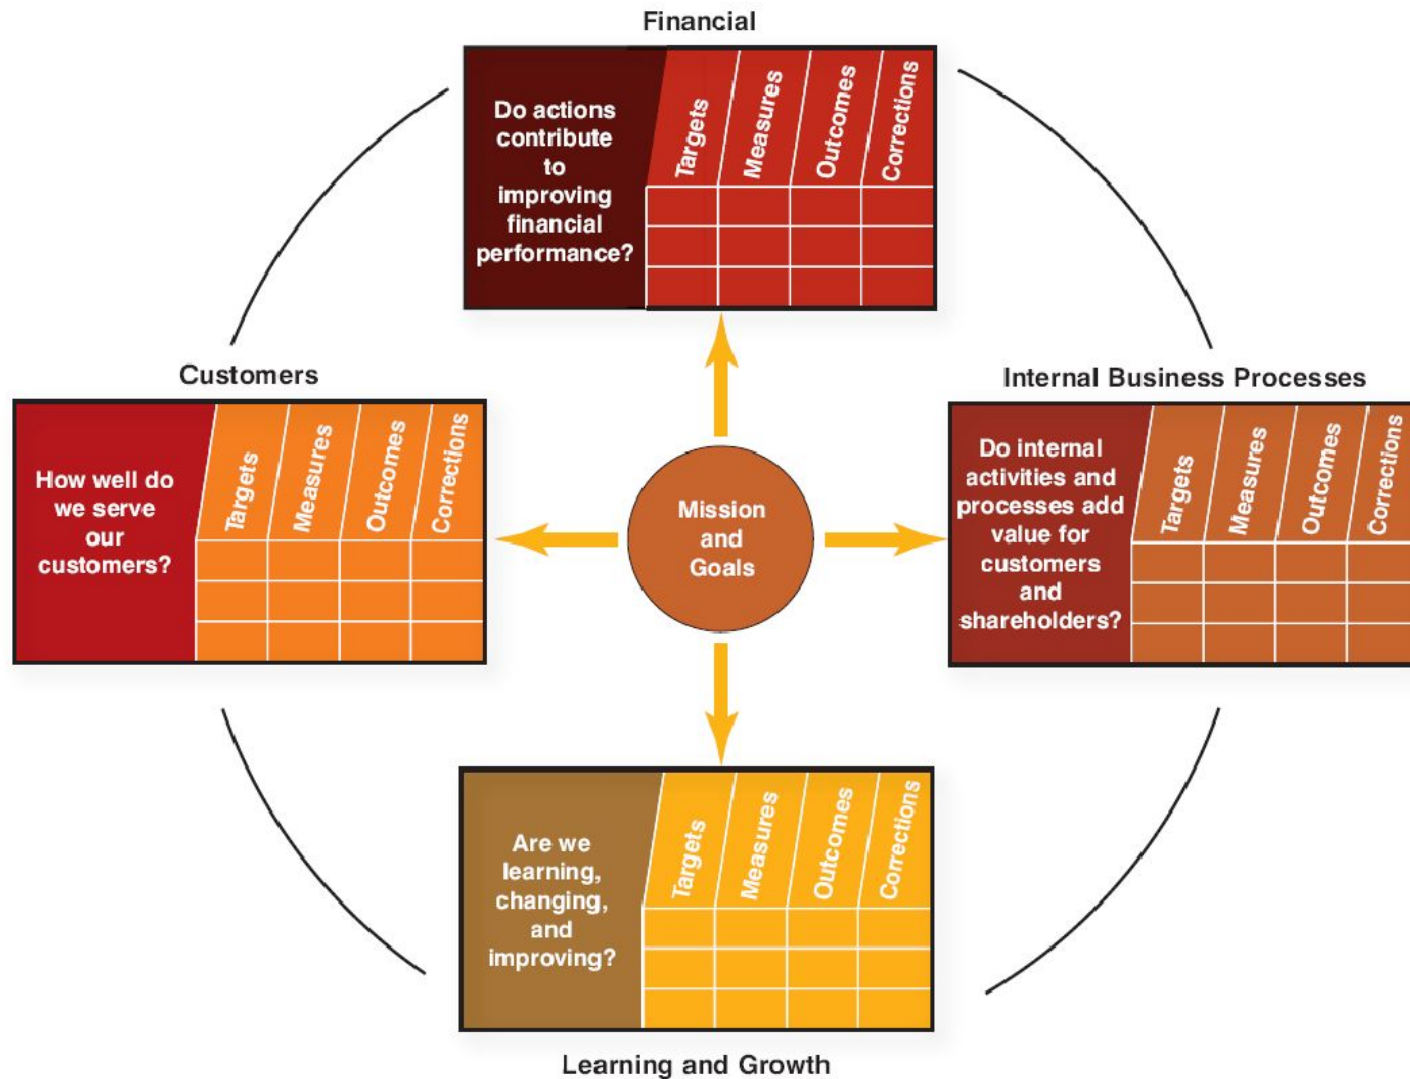 Financial
Do actions
contribute
to
improving
financial
performance?
Targets
Measures
Outcomes
Corrections
Customers
How well do
we serve
our
customers?
Targets
Measures
Outcomes
Corrections
Mission
and
Goals
Internal Business Processes
Do internal
activities and
processes add
value for
customers
and
shareholders?
Targets
Measures
Outcomes
Corrections
Are we
learning,
changing,
and
improving?
Targets
Measures
Outcomes
Corrections
Learning and Growth